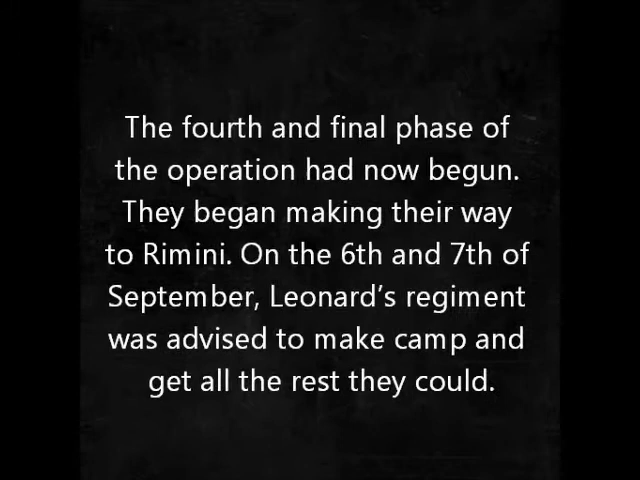 The fourth and final phase of
the operation had now begun.
They began making their way
to Rimini. On the 6th and 7th of
September, Leonard’s regiment
was advised to make camp and
get all the rest they could.